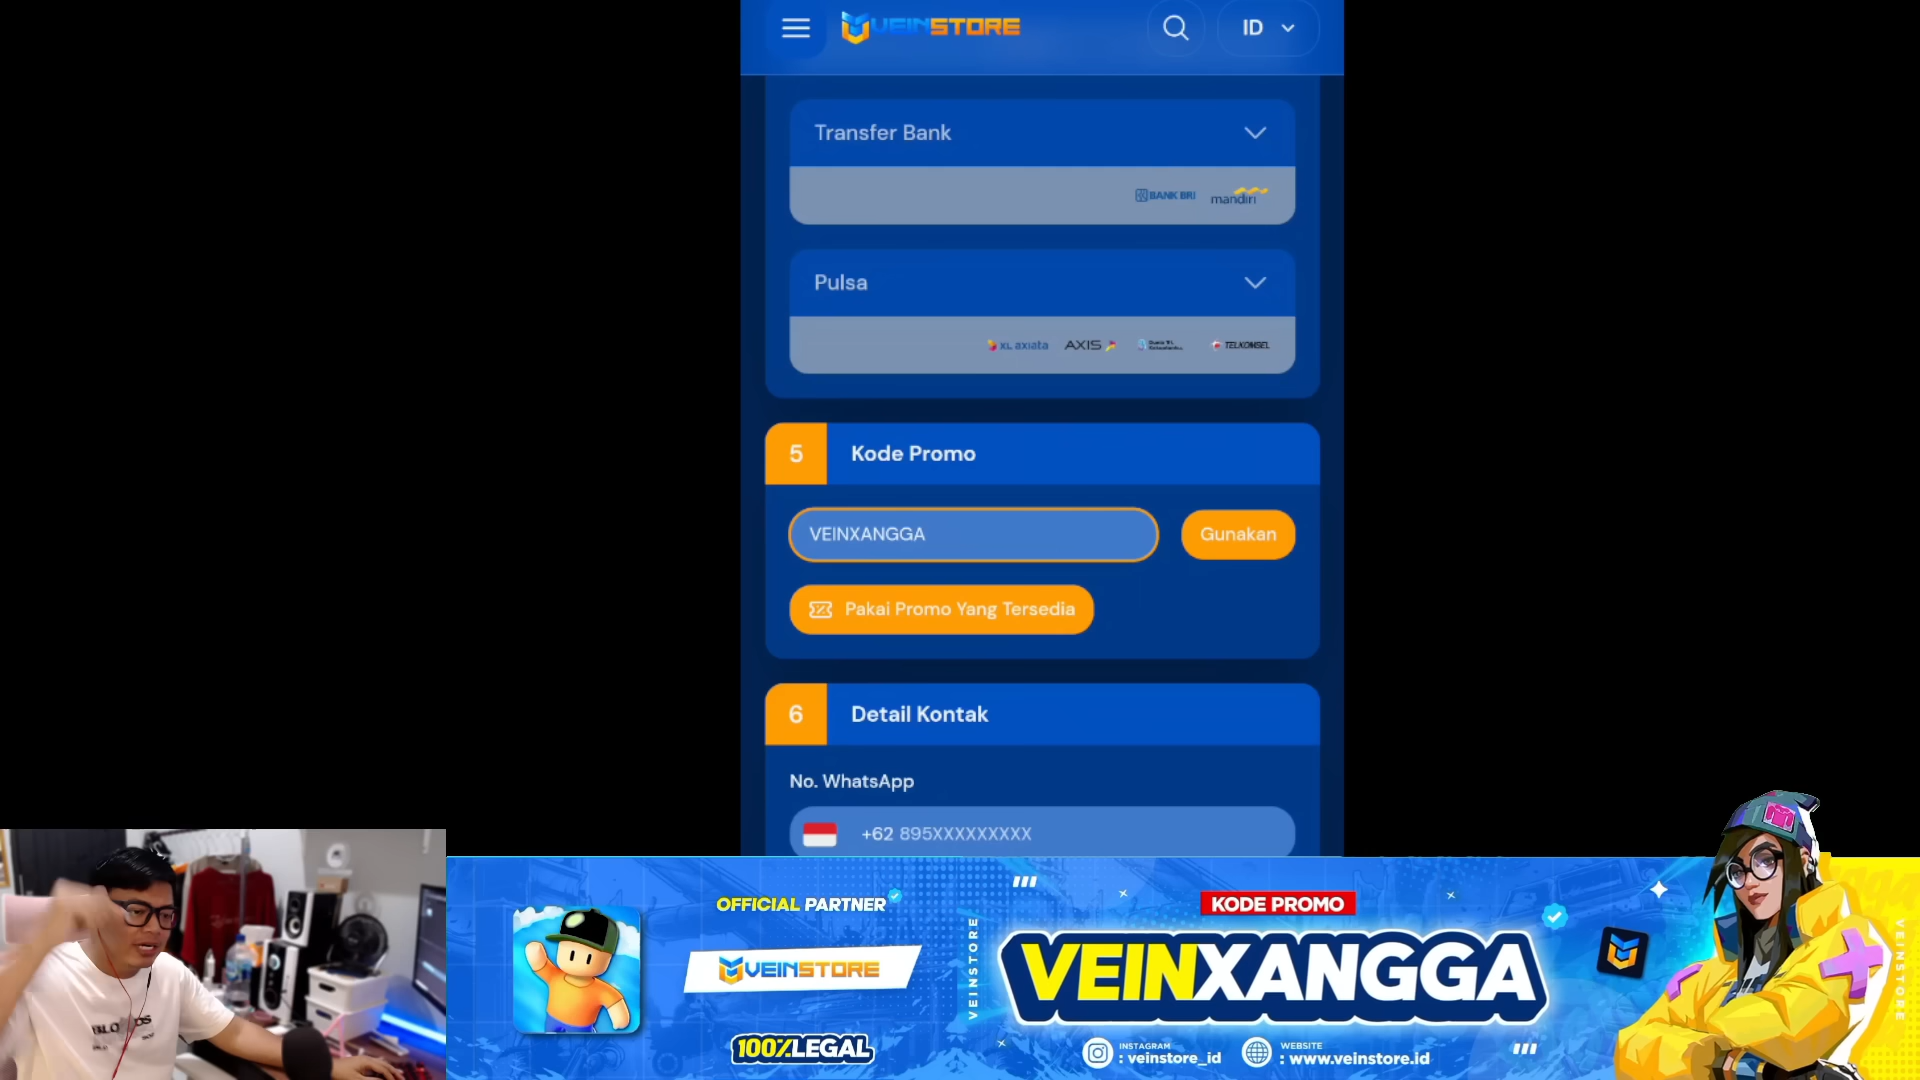 VEINSTORE
ID
Transfer Bank
BANK BRI
mandiri
Pulsa
XL axiata
AXIS
TELKOMSEL
5
Kode Promo
VEINXANGGA
Gunakan
Pakai Promo Yang Tersedia
6
Detail Kontak
No. WhatsApp
+62 895XXXXXXXXX
OFFICIAL PARTNER
VEINSTORE
100% LEGAL
VEINSTORE
KODE PROMO
VEINXANGGA
INSTAGRAM
: veinstore_id
WEBSITE
: www.veinstore.id
VEINSTORE